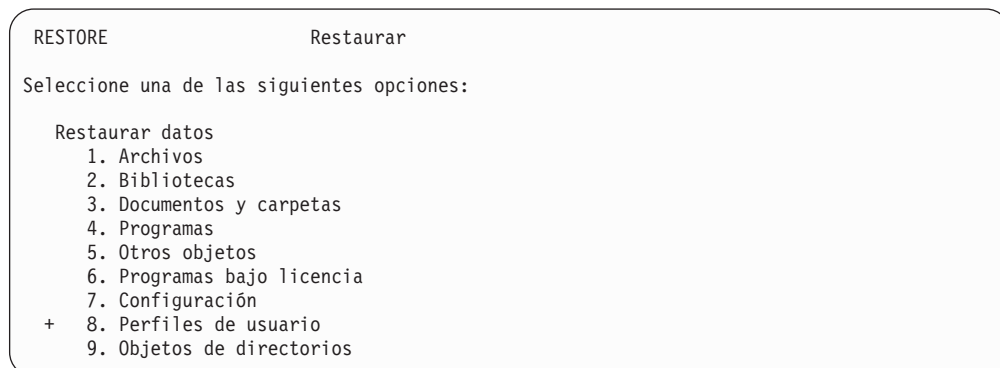 RESTORE Restaurar
Seleccione una de las siguientes opciones:
Restaurar datos
1. Archivos
2. Bibliotecas
3. Documentos y carpetas
4. Programas
5. Otros objetos
6. Programas bajo licencia
7. Configuración
+ 8. Perfiles de usuario
9. Objetos de directorios